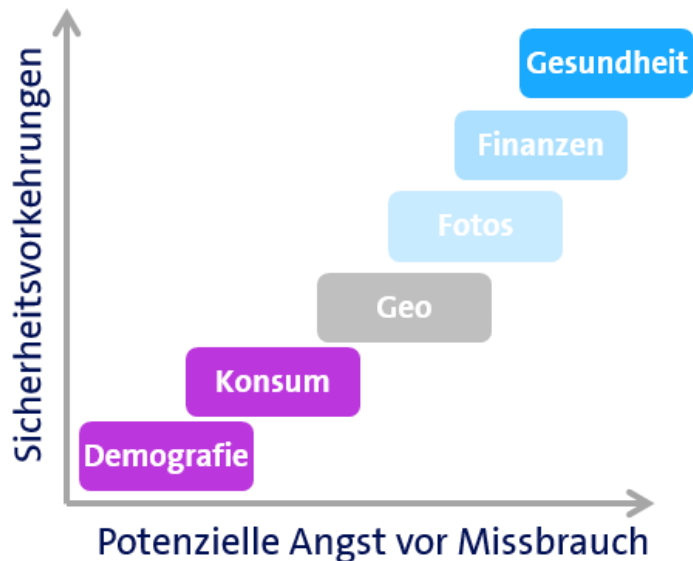 Sicherheitsvorkehrungen
Gesundheit
Finanzen
Fotos
Geo
Konsum
Demografie
Potenzielle Angst vor Missbrauch